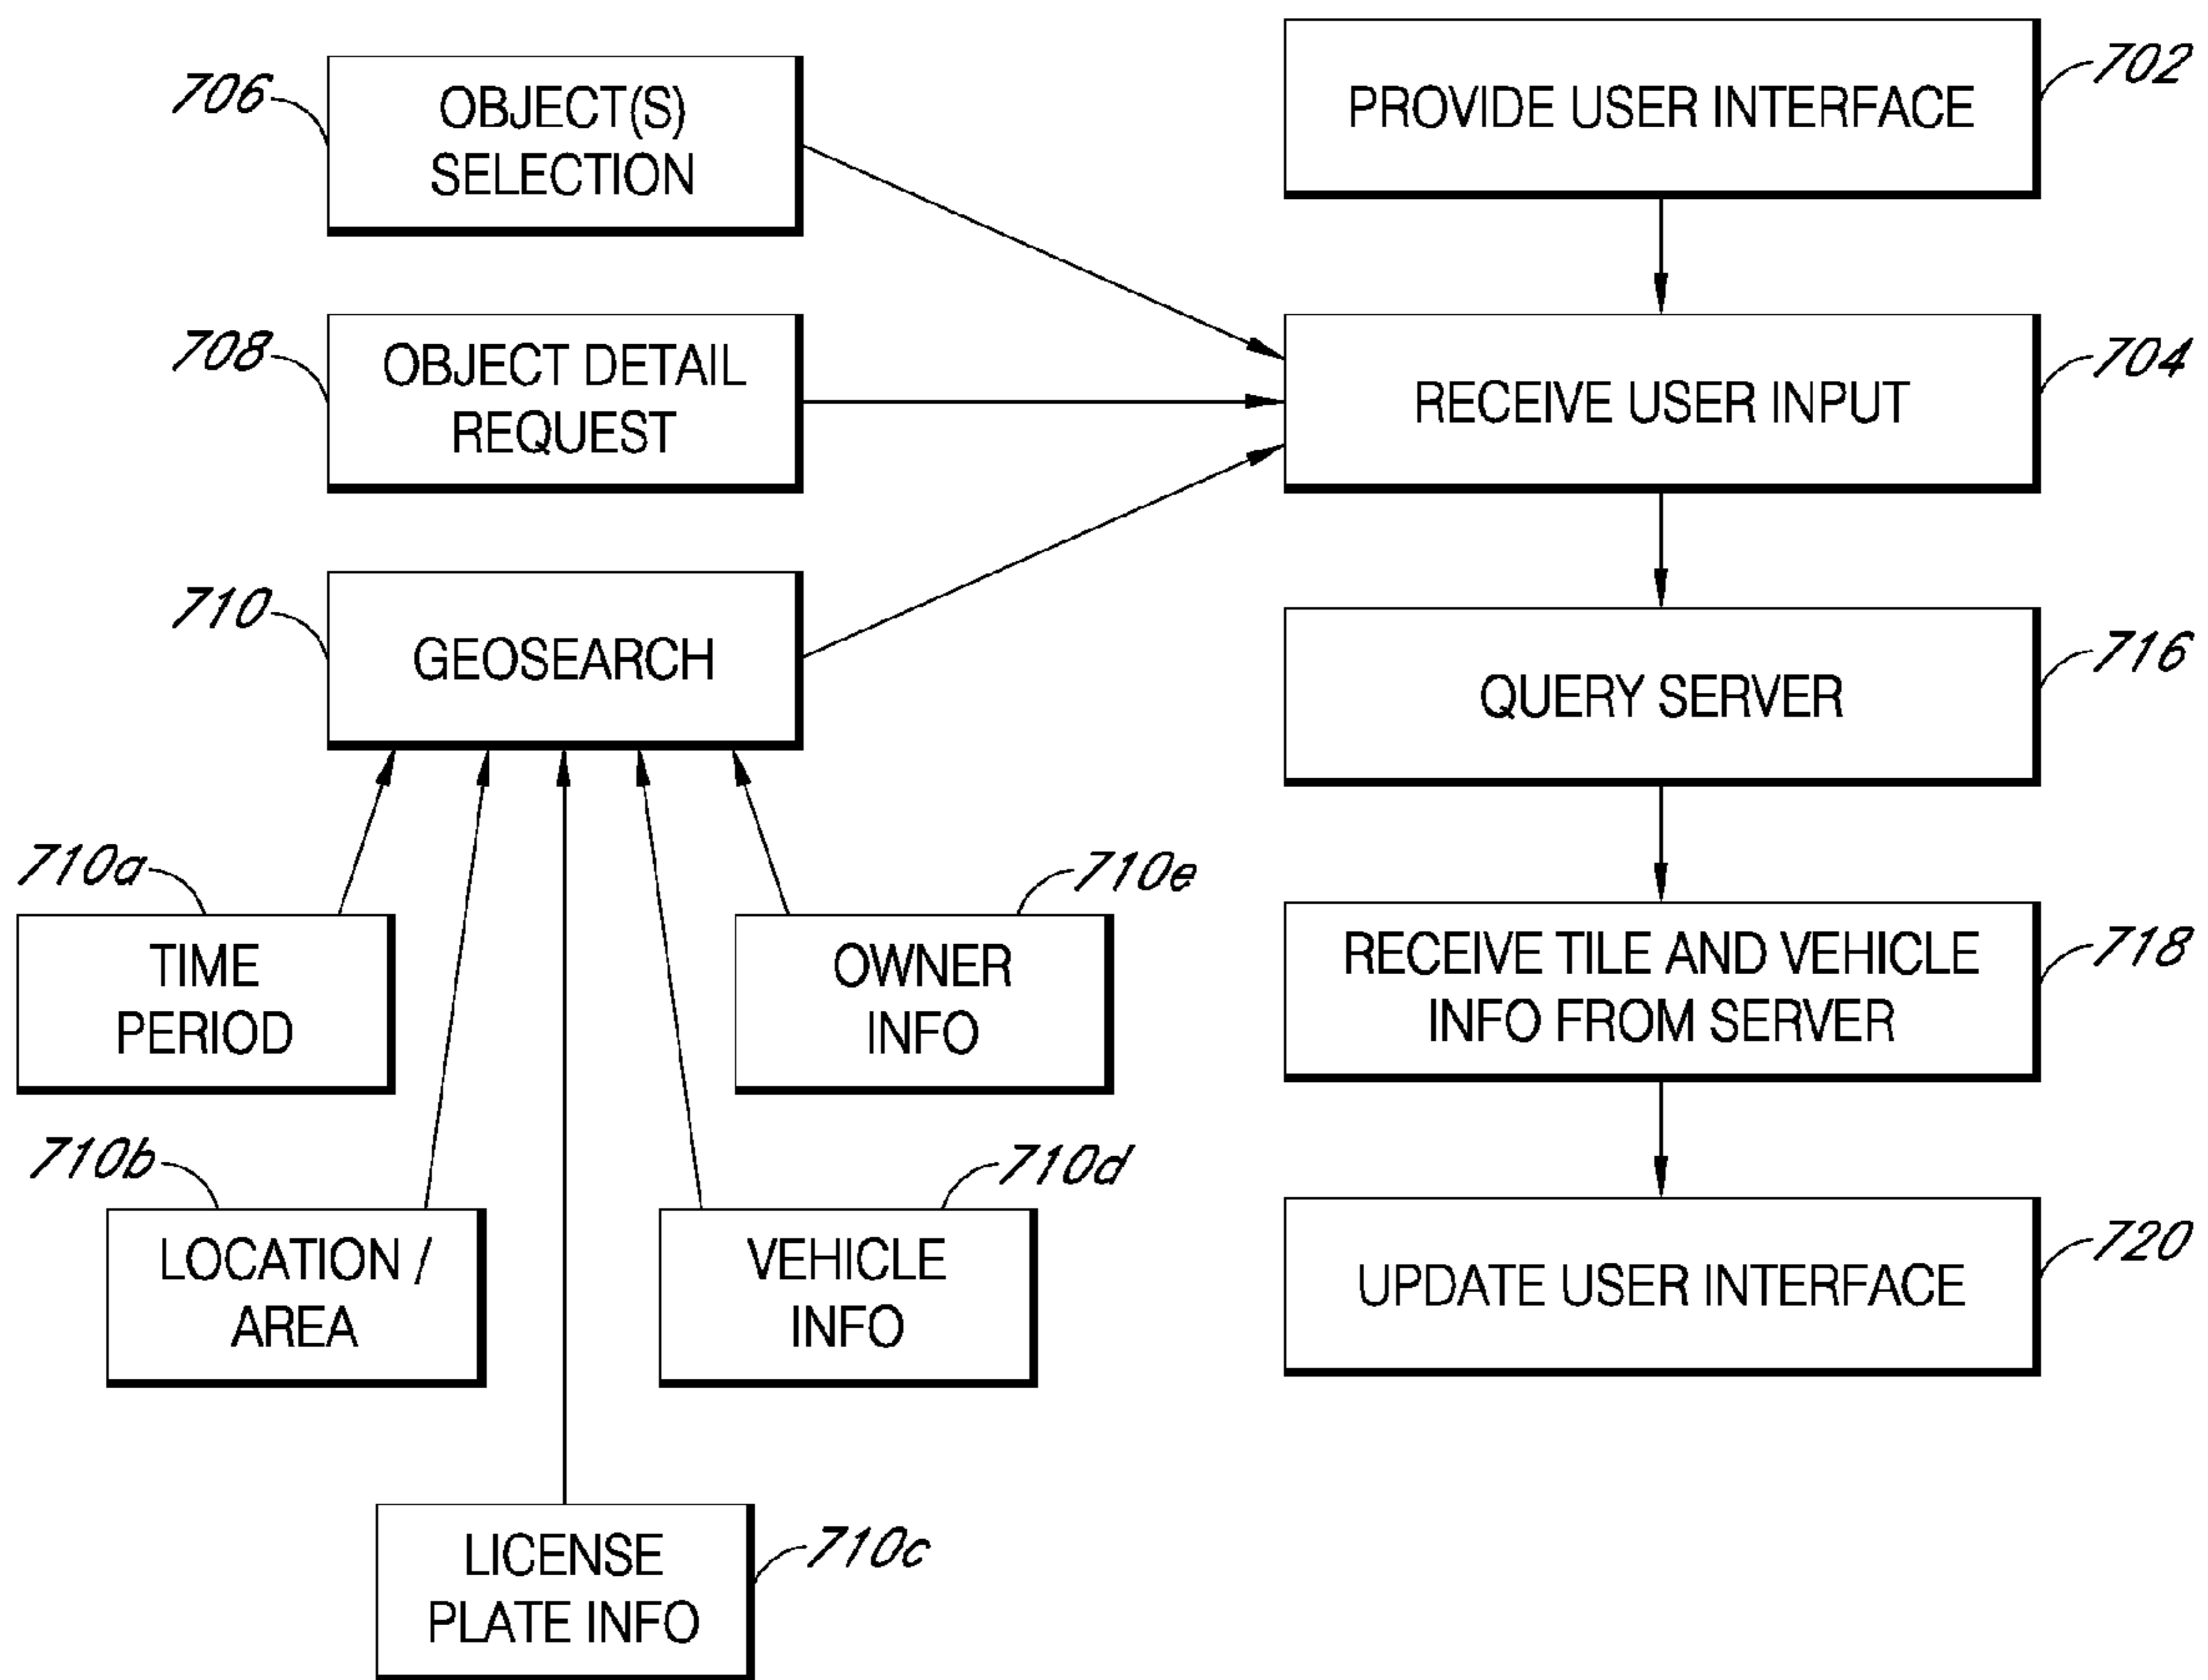 706
OBJECT(S)
SELECTION
PROVIDE USER INTERFACE
702
708
OBJECT DETAIL
REQUEST
RECEIVE USER INPUT
704
710
GEOSEARCH
QUERY SERVER
716
710a
TIME
PERIOD
710e
OWNER
INFO
RECEIVE TILE AND VEHICLE
INFO FROM SERVER
718
710b
LOCATION /
AREA
710d
VEHICLE
INFO
UPDATE USER INTERFACE
720
LICENSE
PLATE INFO
710c